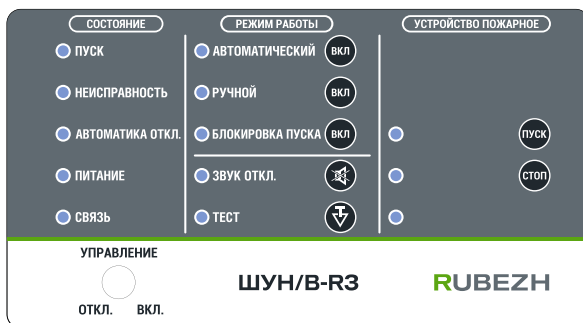 СОСТОЯНИЕ
ПУСК
НЕИСПРАВНОСТЬ
АВТОМАТИКА ОТКЛ.
ПИТАНИЕ
СВЯЗЬ
РЕЖИМ РАБОТЫ
АВТОМАТИЧЕСКИЙ ВКЛ
РУЧНОЙ ВКЛ
БЛОКИРОВКА ПУСКА ВКЛ
ЗВУК ОТКЛ.
ТЕСТ
УСТРОЙСТВО ПОЖАРНОЕ
ПУСК
СТОП
УПРАВЛЕНИЕ
ОТКЛ. ВКЛ.
ШУН/В-R3
RUBEZH